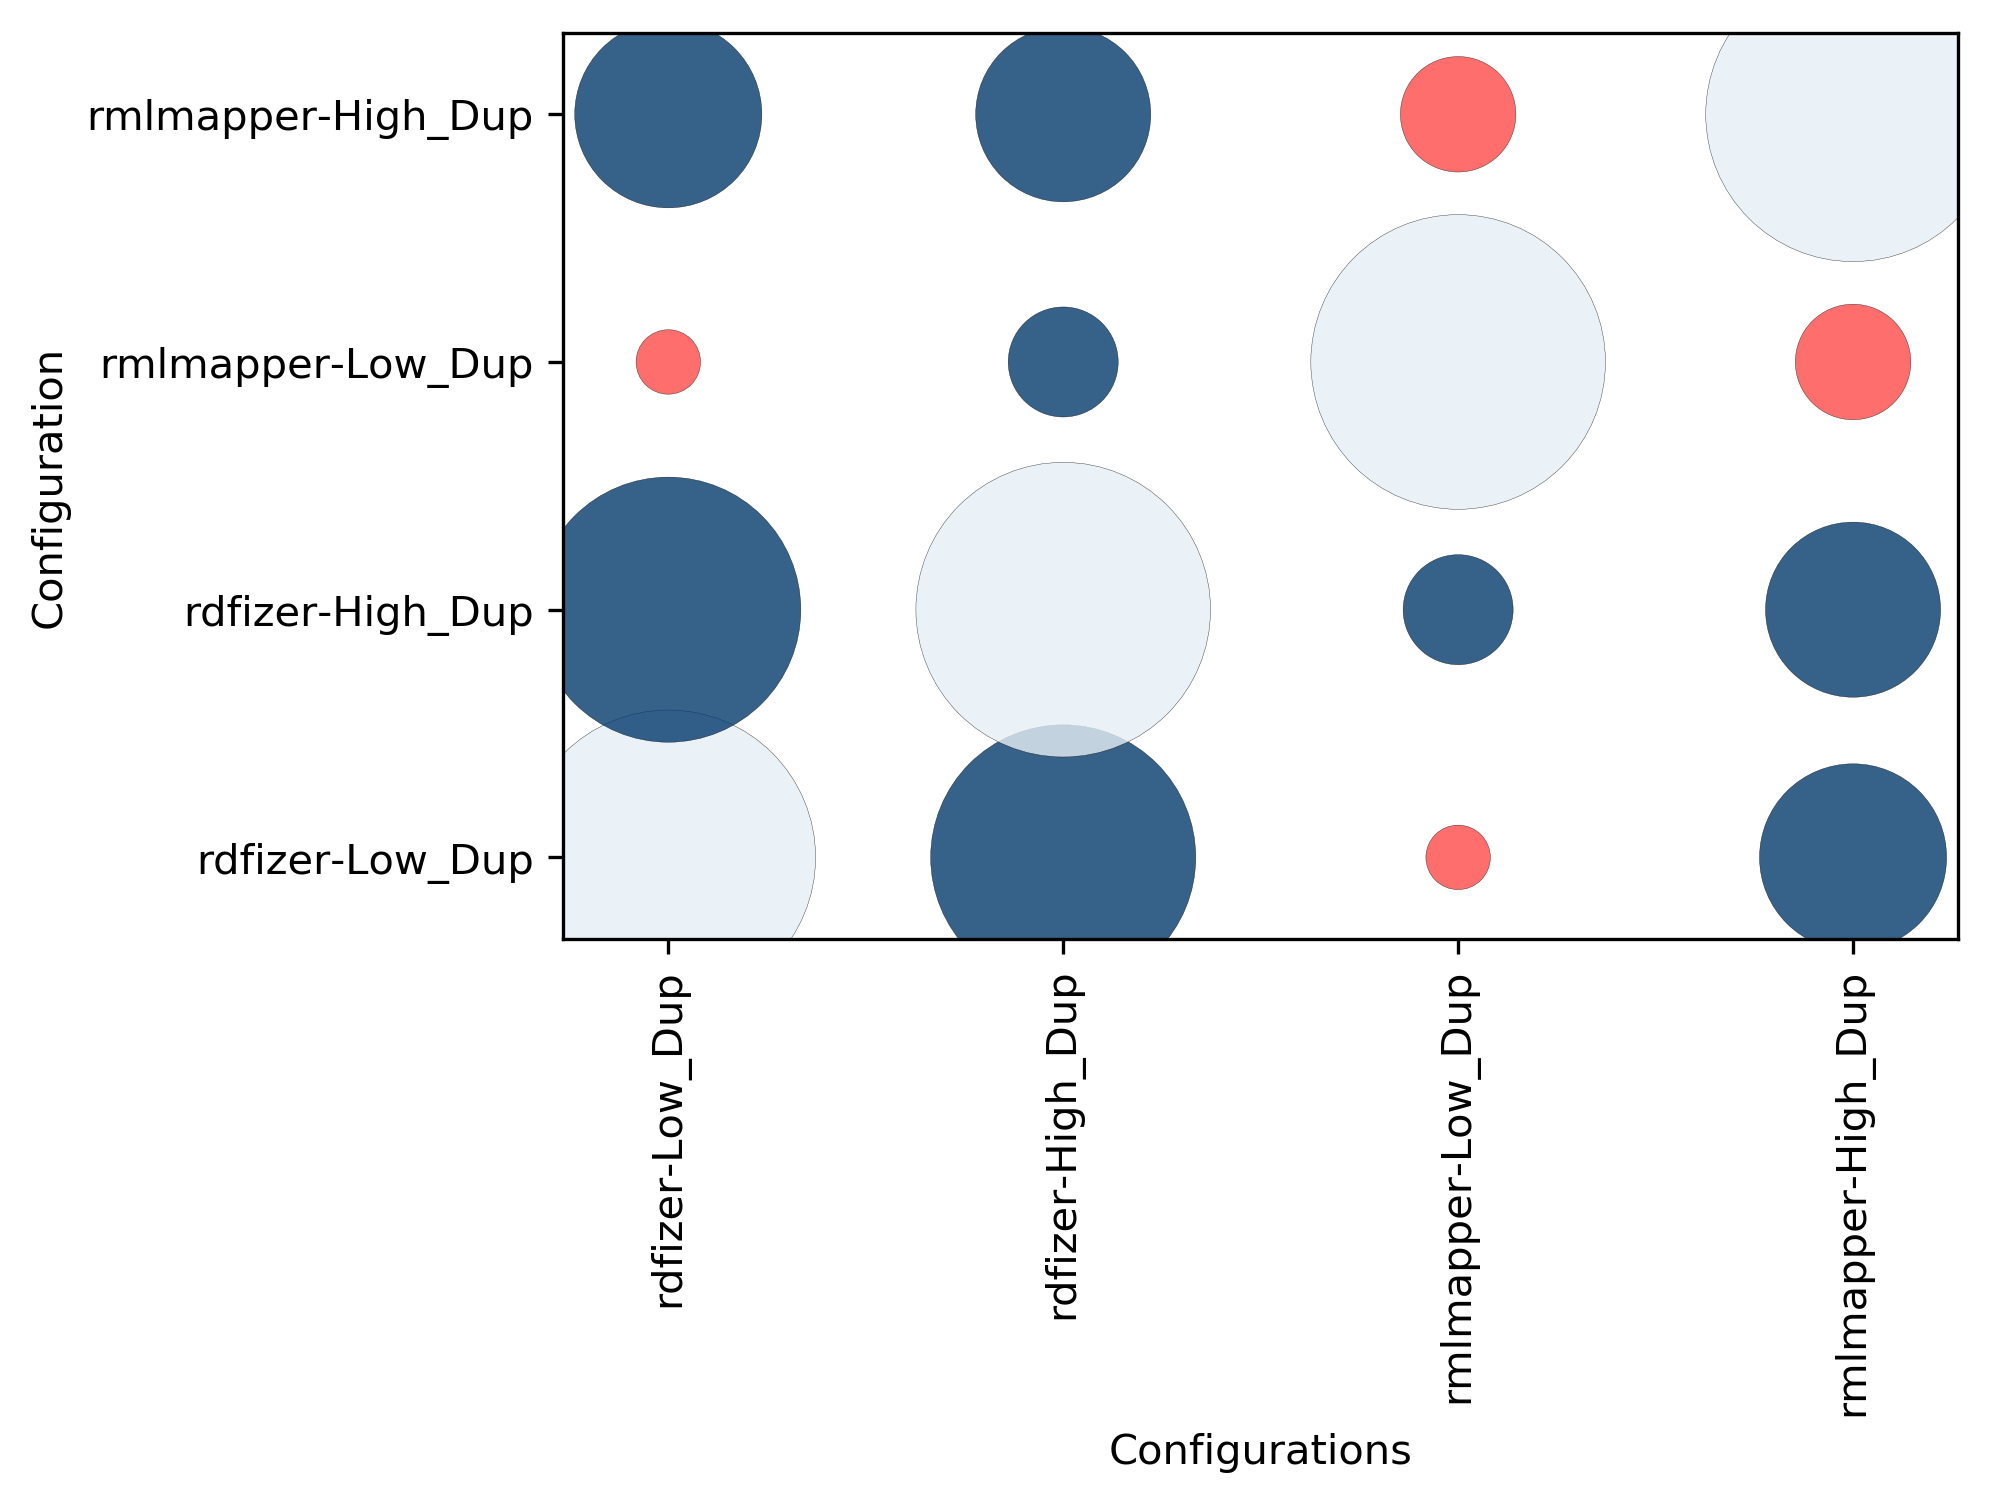 rmlmapper-High_Dup
rmlmapper-Low_Dup
rdfizer-High_Dup
rdfizer-Low_Dup
Configuration
rdfizer-Low_Dup
rdfizer-High_Dup
rmlmapper-Low_Dup
rmlmapper-High_Dup
Configurations